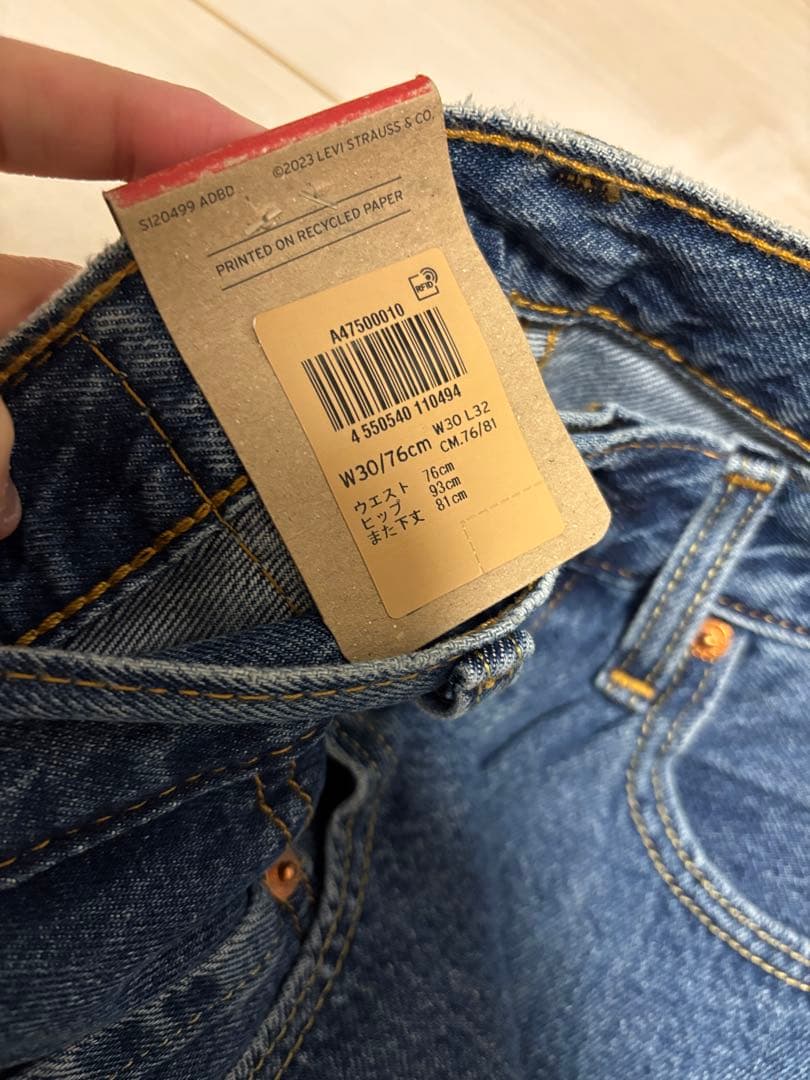 S120499 ADBD ©2023 LEVI STRAUSS & CO.
PRINTED ON RECYCLED PAPER
RFID
A47500010
4 550540 110494
W30/76cm W30 L32
CM.76/81
ウエスト 76cm
ヒップ 93cm
また下丈 81cm